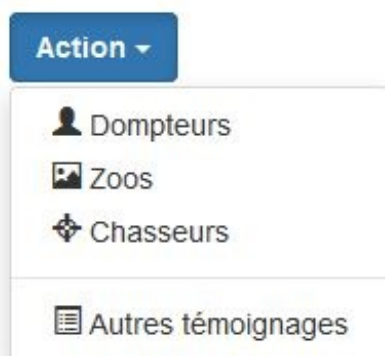 Action
Dompteurs
Zoos
Chasseurs
Autres témoignages